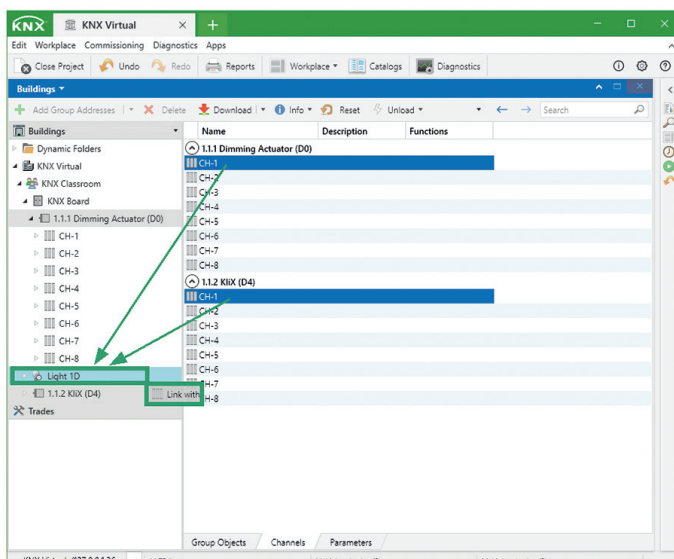 KNX KNX Virtual × +
Edit Workplace Commissioning Diagnostics Apps
Close Project Undo Redo Reports Workplace Catalogs Diagnostics
Buildings
Add Group Addresses Delete Download Info Reset Unload Search
Buildings Name Description Functions
Dynamic Folders 1.1.1 Dimming Actuator (D0)
KNX Virtual CH-1
KNX Classroom CH-2
KNX Board CH-3
1.1.1 Dimming Actuator (D0) CH-4
CH-5
CH-1 CH-6
CH-2 CH-7
CH-3 CH-8
CH-4 1.1.2 KliX (D4)
CH-5 CH-1
CH-6 CH-2
CH-7 CH-3
CH-8 CH-4
CH-5
Light 1D CH-6
CH-7
1.1.2 KliX (D4) Link with CH-8
Trades
Group Objects Channels Parameters